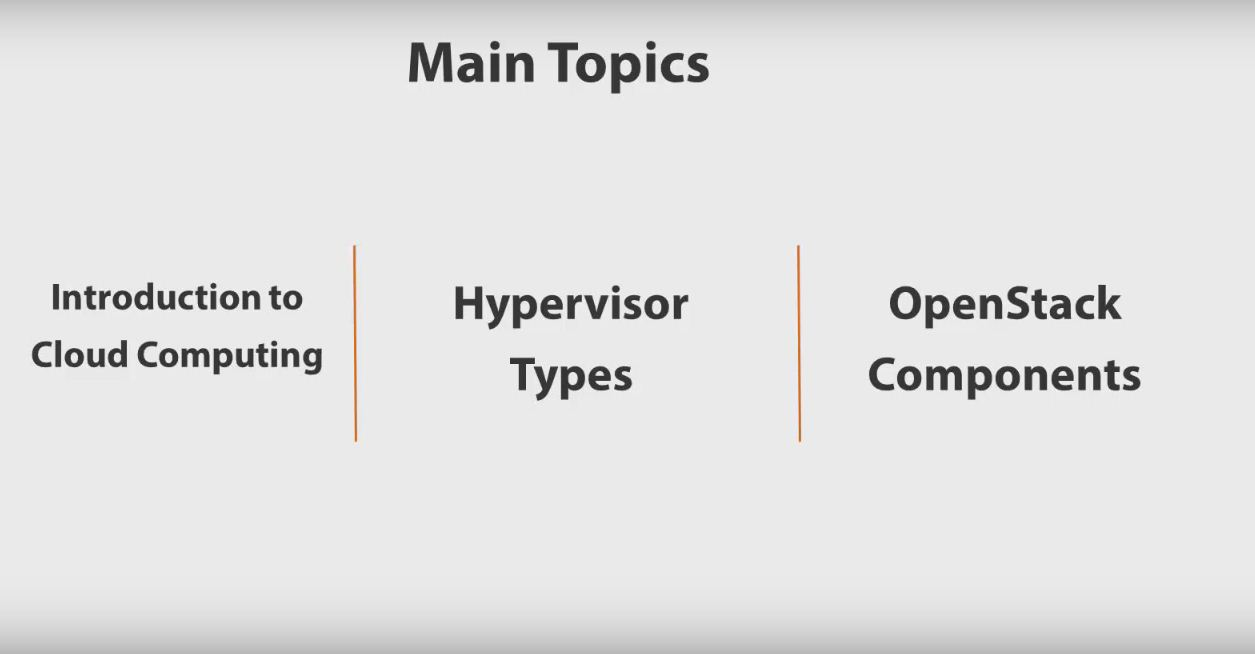 Main Topics
Introduction to
Cloud Computing
Hypervisor
Types
OpenStack
Components